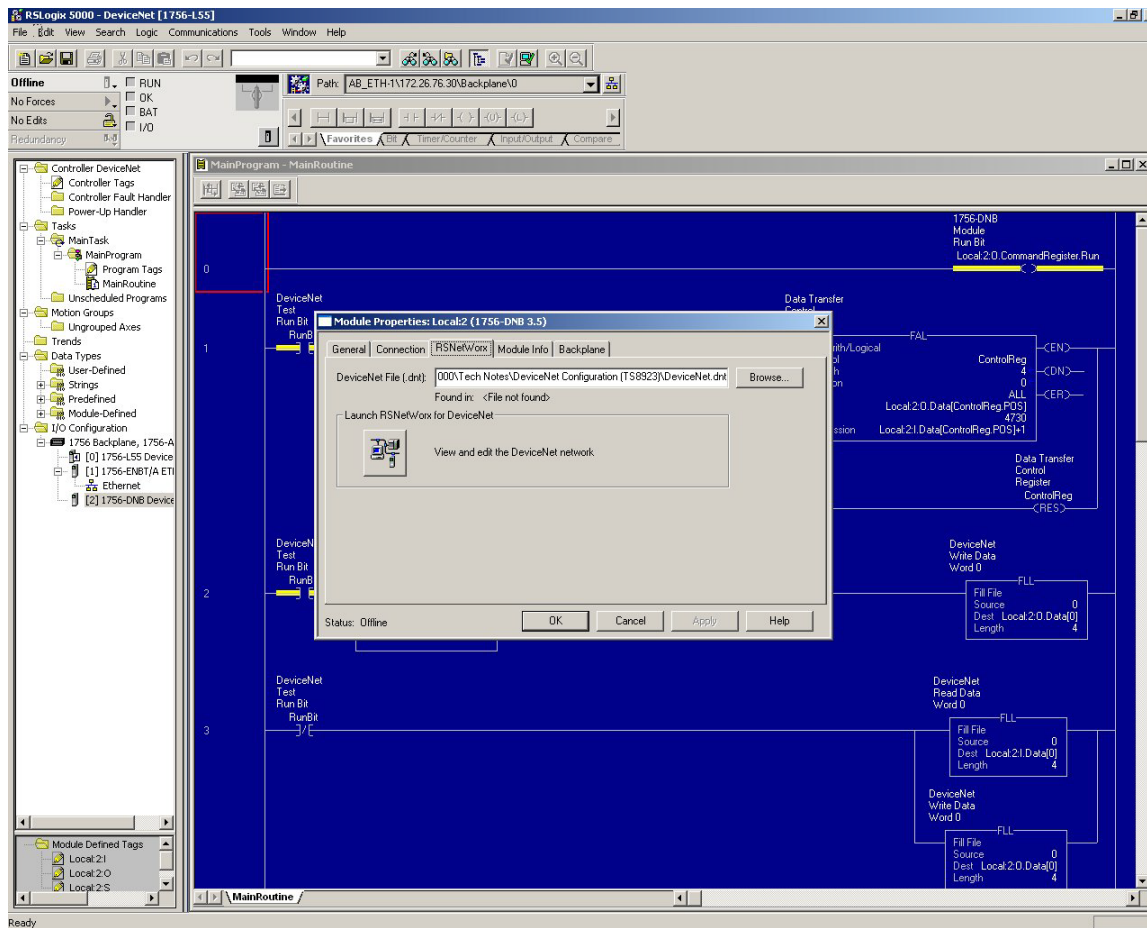 RSLogix 5000 - DeviceNet [1756-L55]
File Edit View Search Logic Communications Tools Window Help
Offline
RUN
No Forces
OK
No Edits
BAT
Redundancy
I/O
Path: AB_ETH-1\172.26.76.30\Backplane\0
Favorites Bit Timer/Counter Input/Output Compare
Controller DeviceNet
Controller Tags
Controller Fault Handler
Power-Up Handler
Tasks
MainTask
MainProgram
Program Tags
MainRoutine
Unscheduled Programs
Motion Groups
Ungrouped Axes
Trends
Data Types
User-Defined
Strings
Predefined
Module-Defined
I/O Configuration
1756 Backplane, 1756-A
[0] 1756-L55 Device
[1] 1756-ENBT/A ETI
Ethernet
[2] 1756-DNB Device
Module Defined Tags
Local:2:I
Local:2:O
Local:2:S
MainProgram - MainRoutine
1756-DNB
Module
Run Bit
Local:2:O.CommandRegister.Run
0
DeviceNet
Test
Run Bit
RunB
1
Data Transfer
FAL
rith/Logical
ControlReg
4
0
ALL
Local:2:O.Data[ControlReg.POS]
4730
ssion Local:2:I.Data[ControlReg.POS]+1
(EN)
(DN)
(ER)
Data Transfer
Control
Register
ControlReg
(RES)
Module Properties: Local:2 (1756-DNB 3.5)
General Connection RSNetWorx Module Info Backplane
DeviceNet File (.dnt): 000\Tech Notes\DeviceNet Configuration (TS8923)\DeviceNet.dnt Browse...
Found in: <File not found>
Launch RSNetWorx for DeviceNet
View and edit the DeviceNet network
Status: Offline
OK Cancel Apply Help
DeviceN
Test
Run Bit
RunB
2
DeviceNet
Write Data
Word 0
FLL
Fill File
Source 0
Dest Local:2:O.Data[0]
Length 4
DeviceNet
Test
Run Bit
RunBit
3
DeviceNet
Read Data
Word 0
FLL
Fill File
Source 0
Dest Local:2:I.Data[0]
Length 4
DeviceNet
Write Data
Word 0
FLL
Fill File
Source 0
Dest Local:2:O.Data[0]
Length 4
MainRoutine
Ready